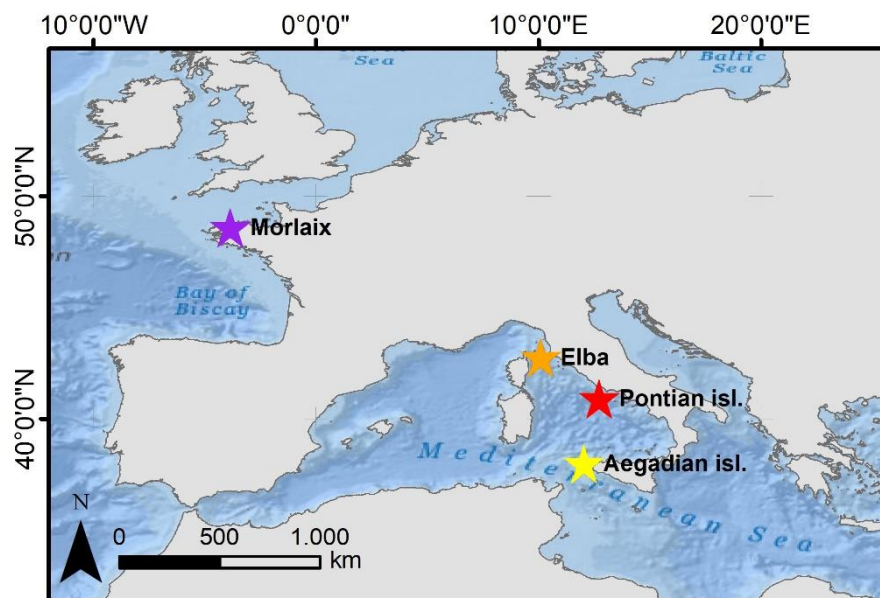 10°0'0"W
0°0'0"
10°0'0"E
20°0'0"E
Sea
Baltic
Sea
50°0'0"N
Morlaix
Bay of
Biscay
Elba
Pontian isl.
40°0'0"N
Aegadian isl.
Mediterranean Sea
N
0
500
1.000
km